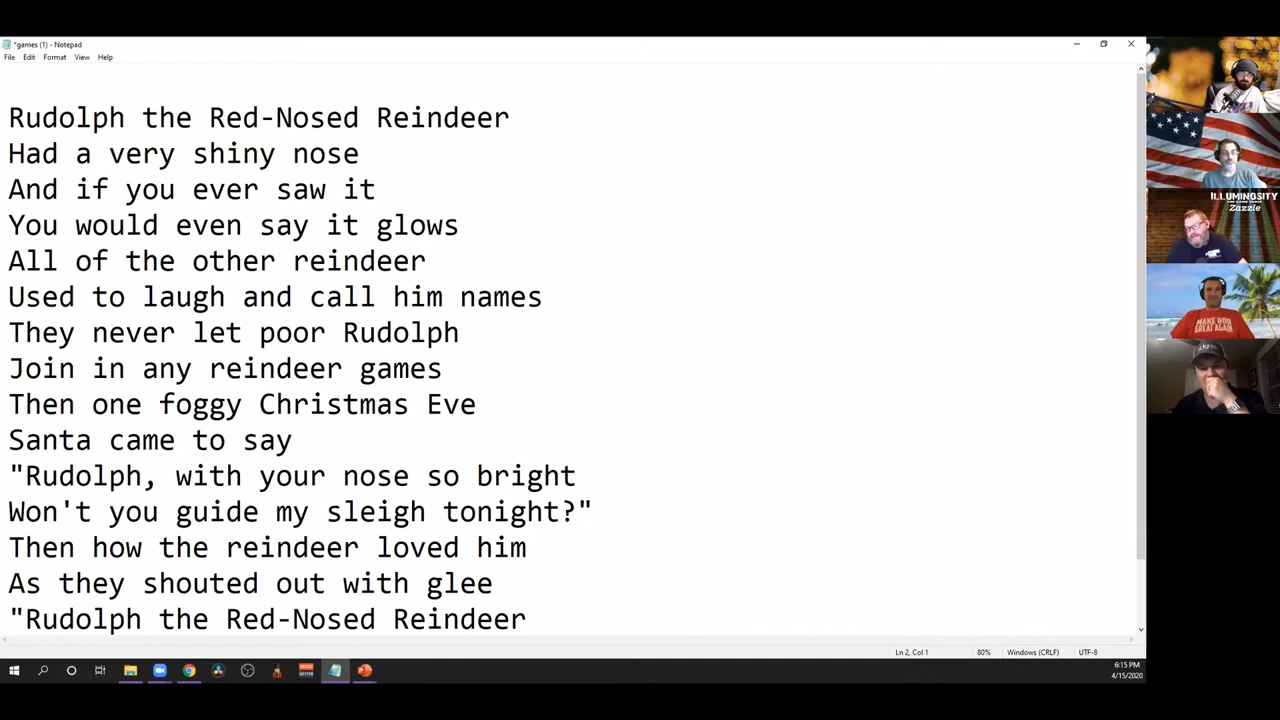 *games (1) - Notepad
File Edit Format View Help
Rudolph the Red-Nosed Reindeer
Had a very shiny nose
And if you ever saw it
You would even say it glows
All of the other reindeer
Used to laugh and call him names
They never let poor Rudolph
Join in any reindeer games
Then one foggy Christmas Eve
Santa came to say
"Rudolph, with your nose so bright
Won't you guide my sleigh tonight?"
Then how the reindeer loved him
As they shouted out with glee
"Rudolph the Red-Nosed Reindeer
Ln 2, Col 1 80% Windows (CRLF) UTF-8
6:15 PM
4/15/2020
ILLUMINOSITY
Zazzle
GREAT AGAIN